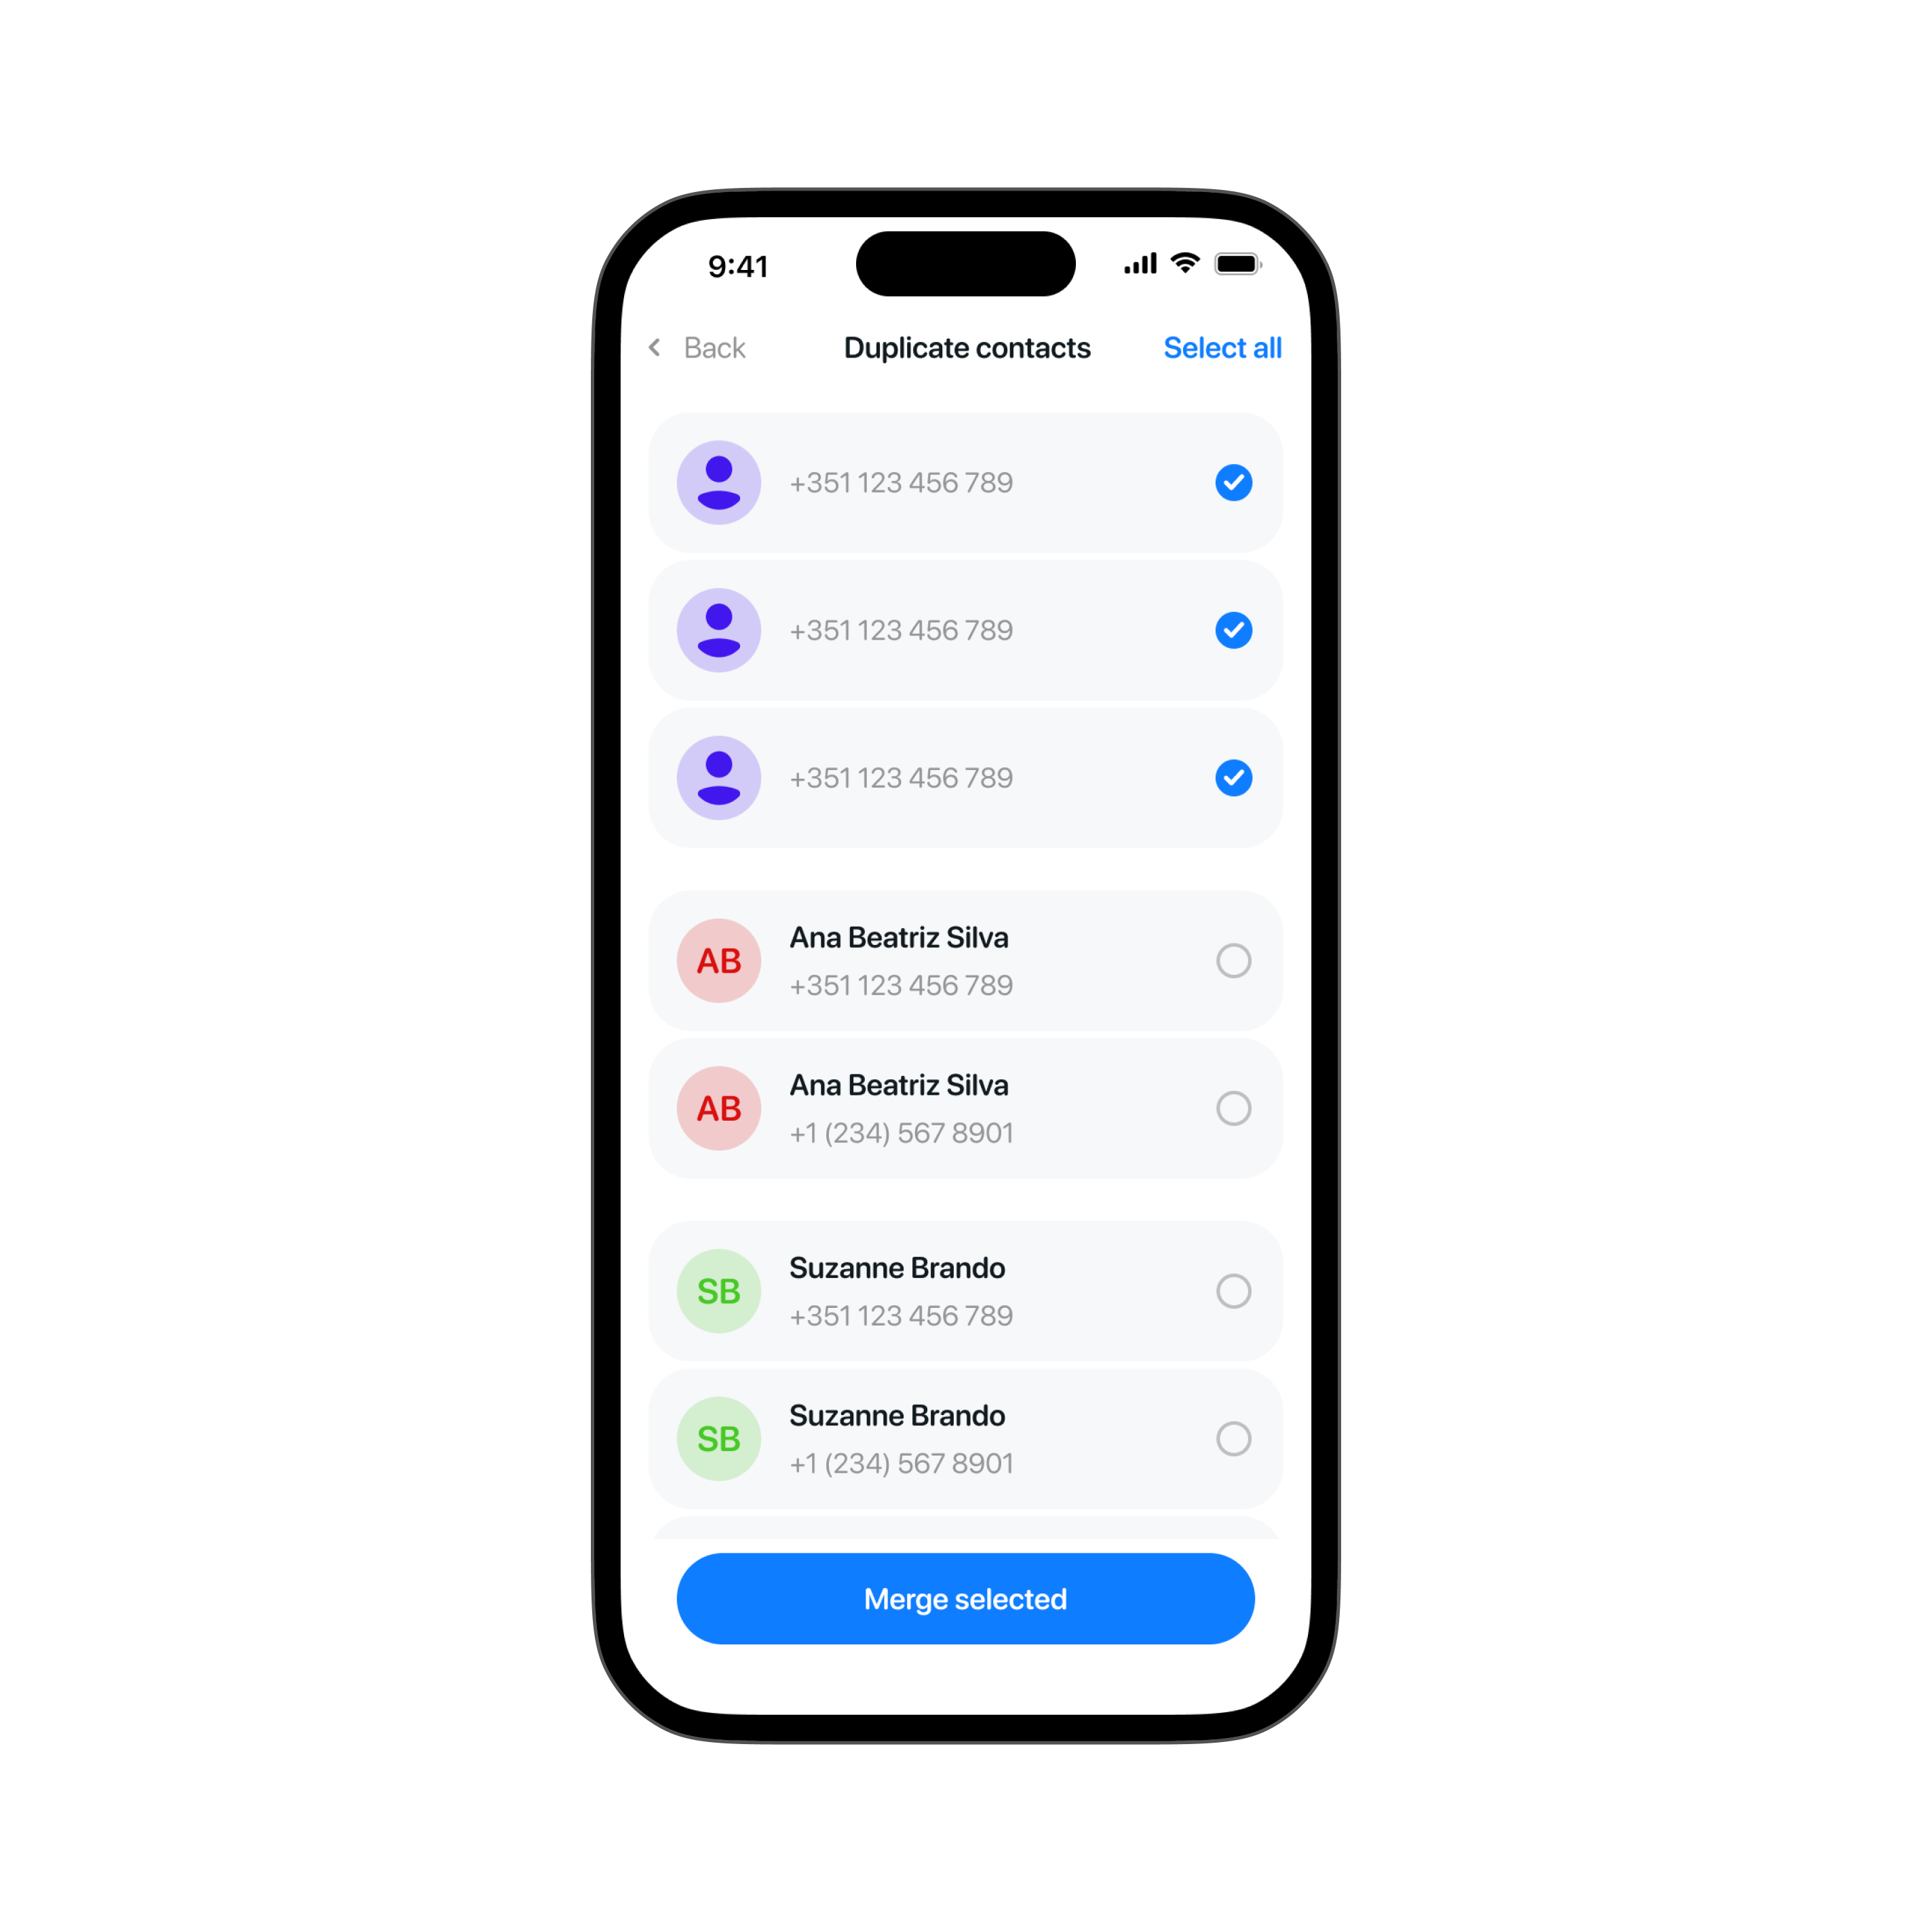 9:41
Back Duplicate contacts Select all
+351 123 456 789
+351 123 456 789
+351 123 456 789
AB Ana Beatriz Silva
+351 123 456 789
AB Ana Beatriz Silva
+1 (234) 567 8901
SB Suzanne Brando
+351 123 456 789
SB Suzanne Brando
+1 (234) 567 8901
Merge selected